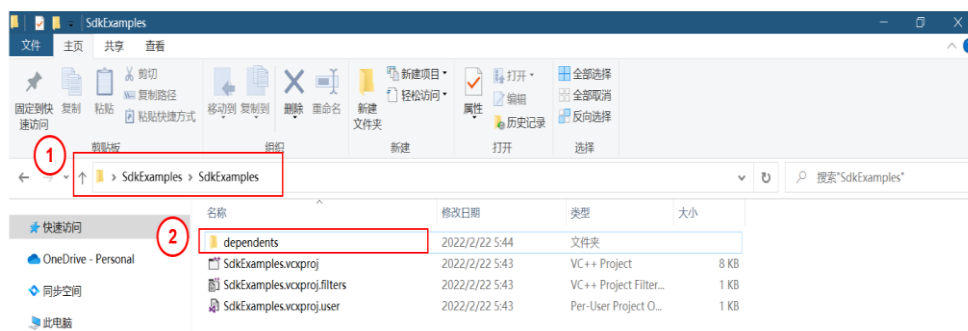 SdkExamples
文件 主页 共享 查看
固定到快速访问
复制
粘贴
剪切
复制路径
粘贴快捷方式
剪贴板
移动到 复制到
删除 重命名
组织
新建文件夹
新建项目
轻松访问
新建
属性
打开
编辑
历史记录
打开
全部选择
全部取消
反向选择
选择
1
SdkExamples > SdkExamples
搜索"SdkExamples"
名称 修改日期 类型 大小
快速访问
2
dependents 2022/2/22 5:44 文件夹
OneDrive - Personal
SdkExamples.vcxproj 2022/2/22 5:43 VC++ Project 8 KB
同步空间
SdkExamples.vcxproj.filters 2022/2/22 5:43 VC++ Project Filter... 1 KB
SdkExamples.vcxproj.user 2022/2/22 5:43 Per-User Project O... 1 KB
此电脑